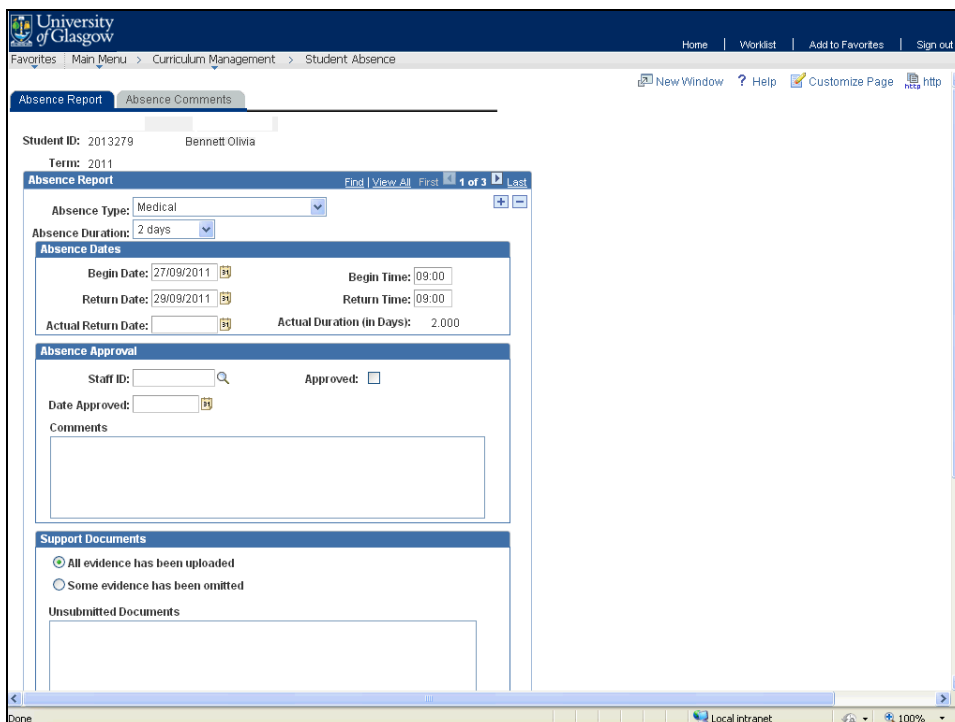 University
of Glasgow
Home | Worklist | Add to Favorites | Sign out
Favorites | Main Menu > Curriculum Management > Student Absence
New Window ? Help Customize Page http
Absence Report Absence Comments
Student ID: 2013279 Bennett Olivia
Term: 2011
Absence Report Find | View All First 1 of 3 Last
Absence Type: Medical
Absence Duration: 2 days
Absence Dates
Begin Date: 27/09/2011 Begin Time: 09:00
Return Date: 29/09/2011 Return Time: 09:00
Actual Return Date: Actual Duration (in Days): 2.000
Absence Approval
Staff ID: Approved:
Date Approved:
Comments
Support Documents
All evidence has been uploaded
Some evidence has been omitted
Unsubmitted Documents
Done Local intranet 100%